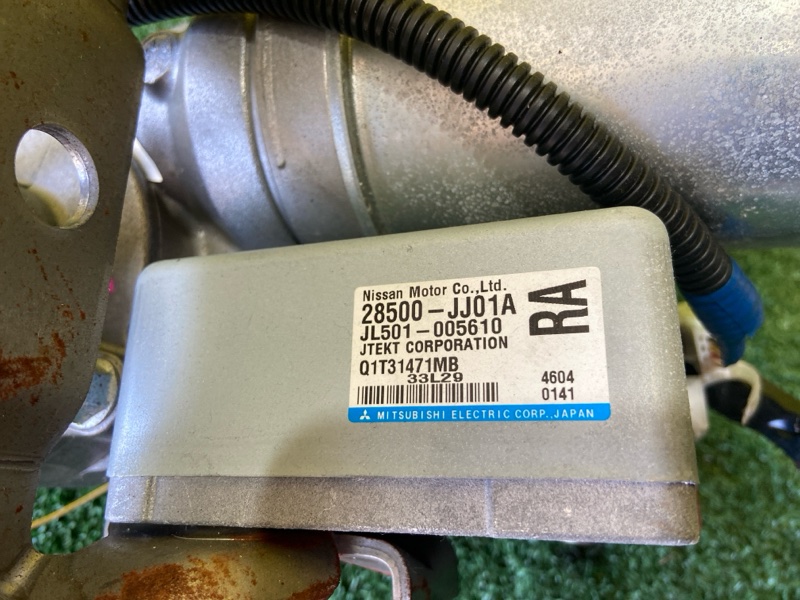 Nissan Motor Co.,Ltd.
28500-JJ01A
RA
JL501-005610
JTEKT CORPORATION
Q1T31471MB
33L29
4604
0141
MITSUBISHI ELECTRIC CORP.,JAPAN